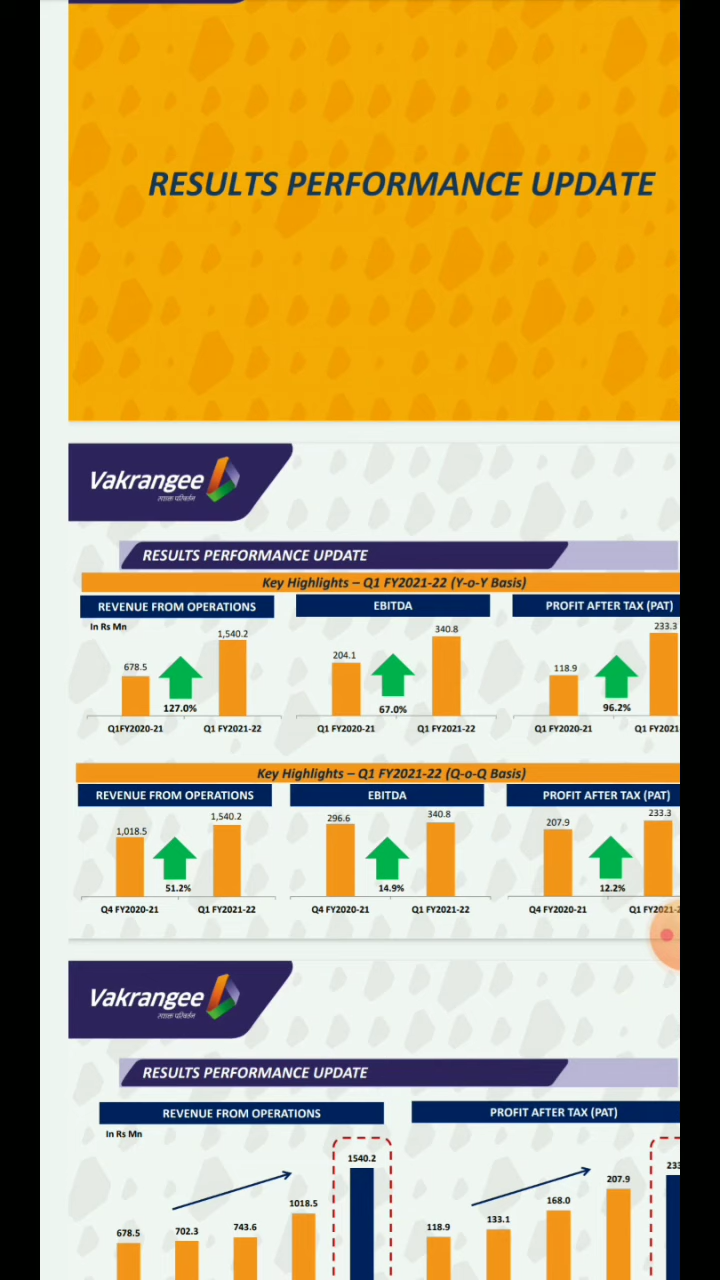 RESULTS PERFORMANCE UPDATE
Vakrangee
RESULTS PERFORMANCE UPDATE
Key Highlights – Q1 FY2021-22 (Y-o-Y Basis)
REVENUE FROM OPERATIONS EBITDA PROFIT AFTER TAX (PAT)
In Rs Mn
678.5 1,540.2 204.1 340.8 118.9 233.3
127.0% 67.0% 96.2%
Q1FY2020-21 Q1 FY2021-22 Q1 FY2020-21 Q1 FY2021-22 Q1 FY2020-21 Q1 FY2021
Key Highlights – Q1 FY2021-22 (Q-o-Q Basis)
REVENUE FROM OPERATIONS EBITDA PROFIT AFTER TAX (PAT)
1,018.5 1,540.2 296.6 340.8 207.9 233.3
51.2% 14.9% 12.2%
Q4 FY2020-21 Q1 FY2021-22 Q4 FY2020-21 Q1 FY2021-22 Q4 FY2020-21 Q1 FY2021-2
Vakrangee
RESULTS PERFORMANCE UPDATE
REVENUE FROM OPERATIONS PROFIT AFTER TAX (PAT)
In Rs Mn
678.5 702.3 743.6 1018.5 1540.2 118.9 133.1 168.0 207.9 233